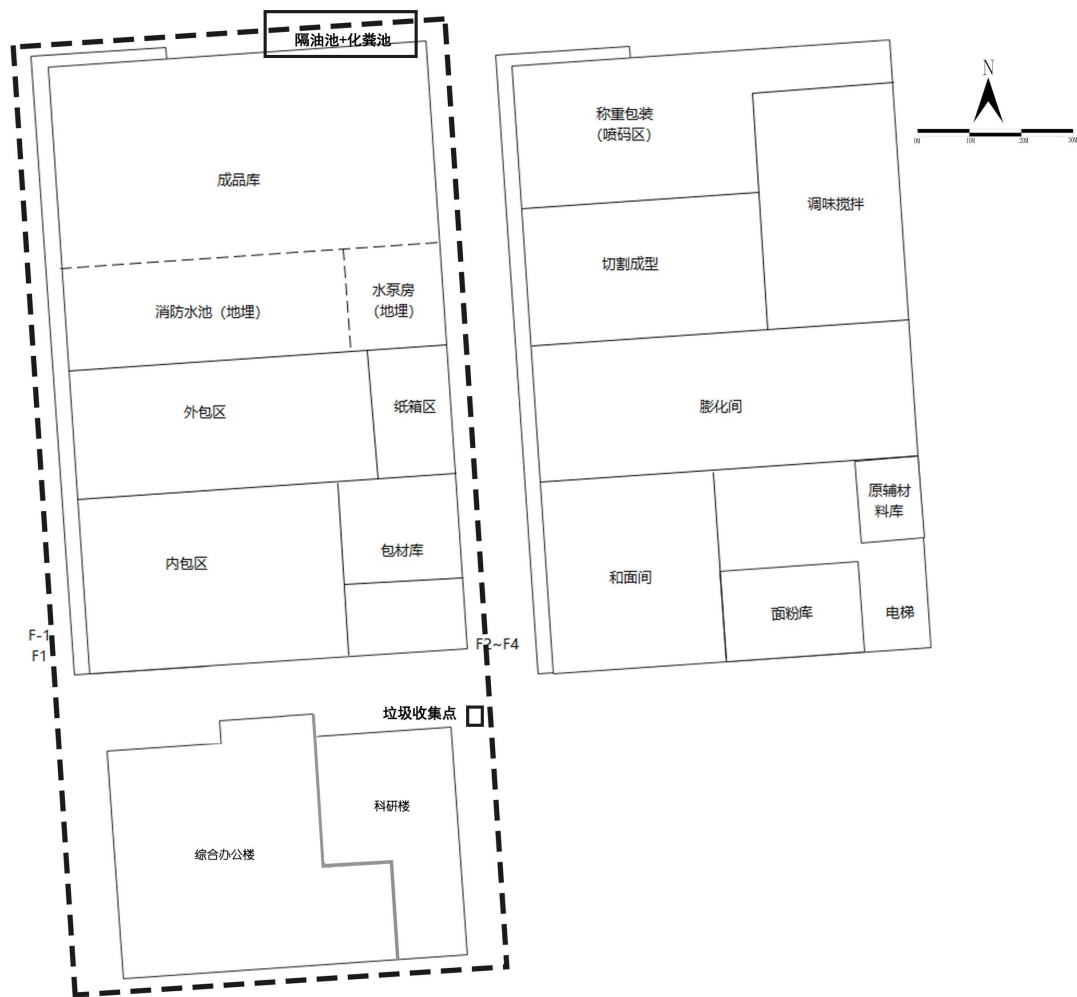 隔油池+化粪池
成品库
消防水池（地埋）
水泵房
（地埋）
外包区
纸箱区
内包区
包材库
F-1
F1
垃圾收集点
综合办公楼
科研楼
称重包装
（喷码区）
调味搅拌
切割成型
膨化间
原辅材
料库
和面间
面粉库
电梯
F2~F4
N
0M 10M 20M 30M